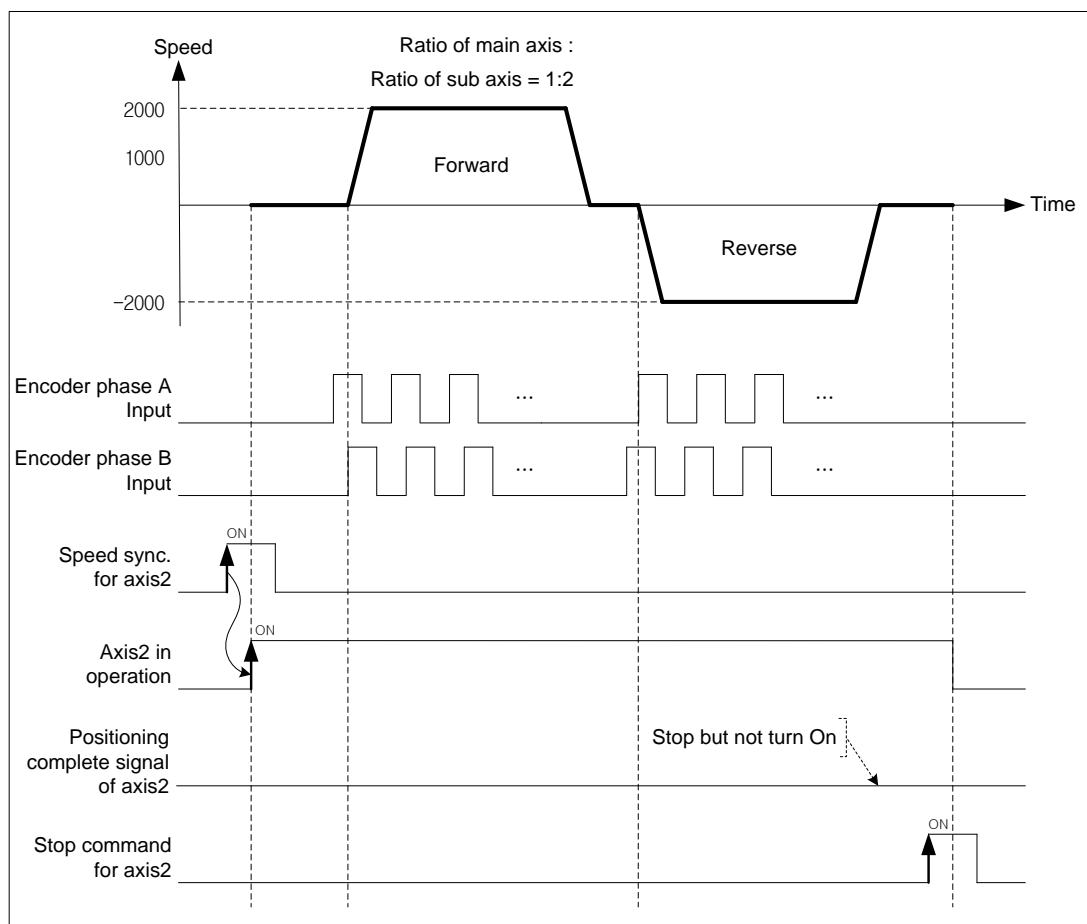 Speed
Ratio of main axis :
Ratio of sub axis = 1:2
2000
1000
Forward
Time
Reverse
−2000
Encoder phase A
Input
...
...
Encoder phase B
Input
...
...
ON
Speed sync.
for axis2
ON
Axis2 in
operation
Positioning
complete signal
of axis2
Stop but not turn On
ON
Stop command
for axis2